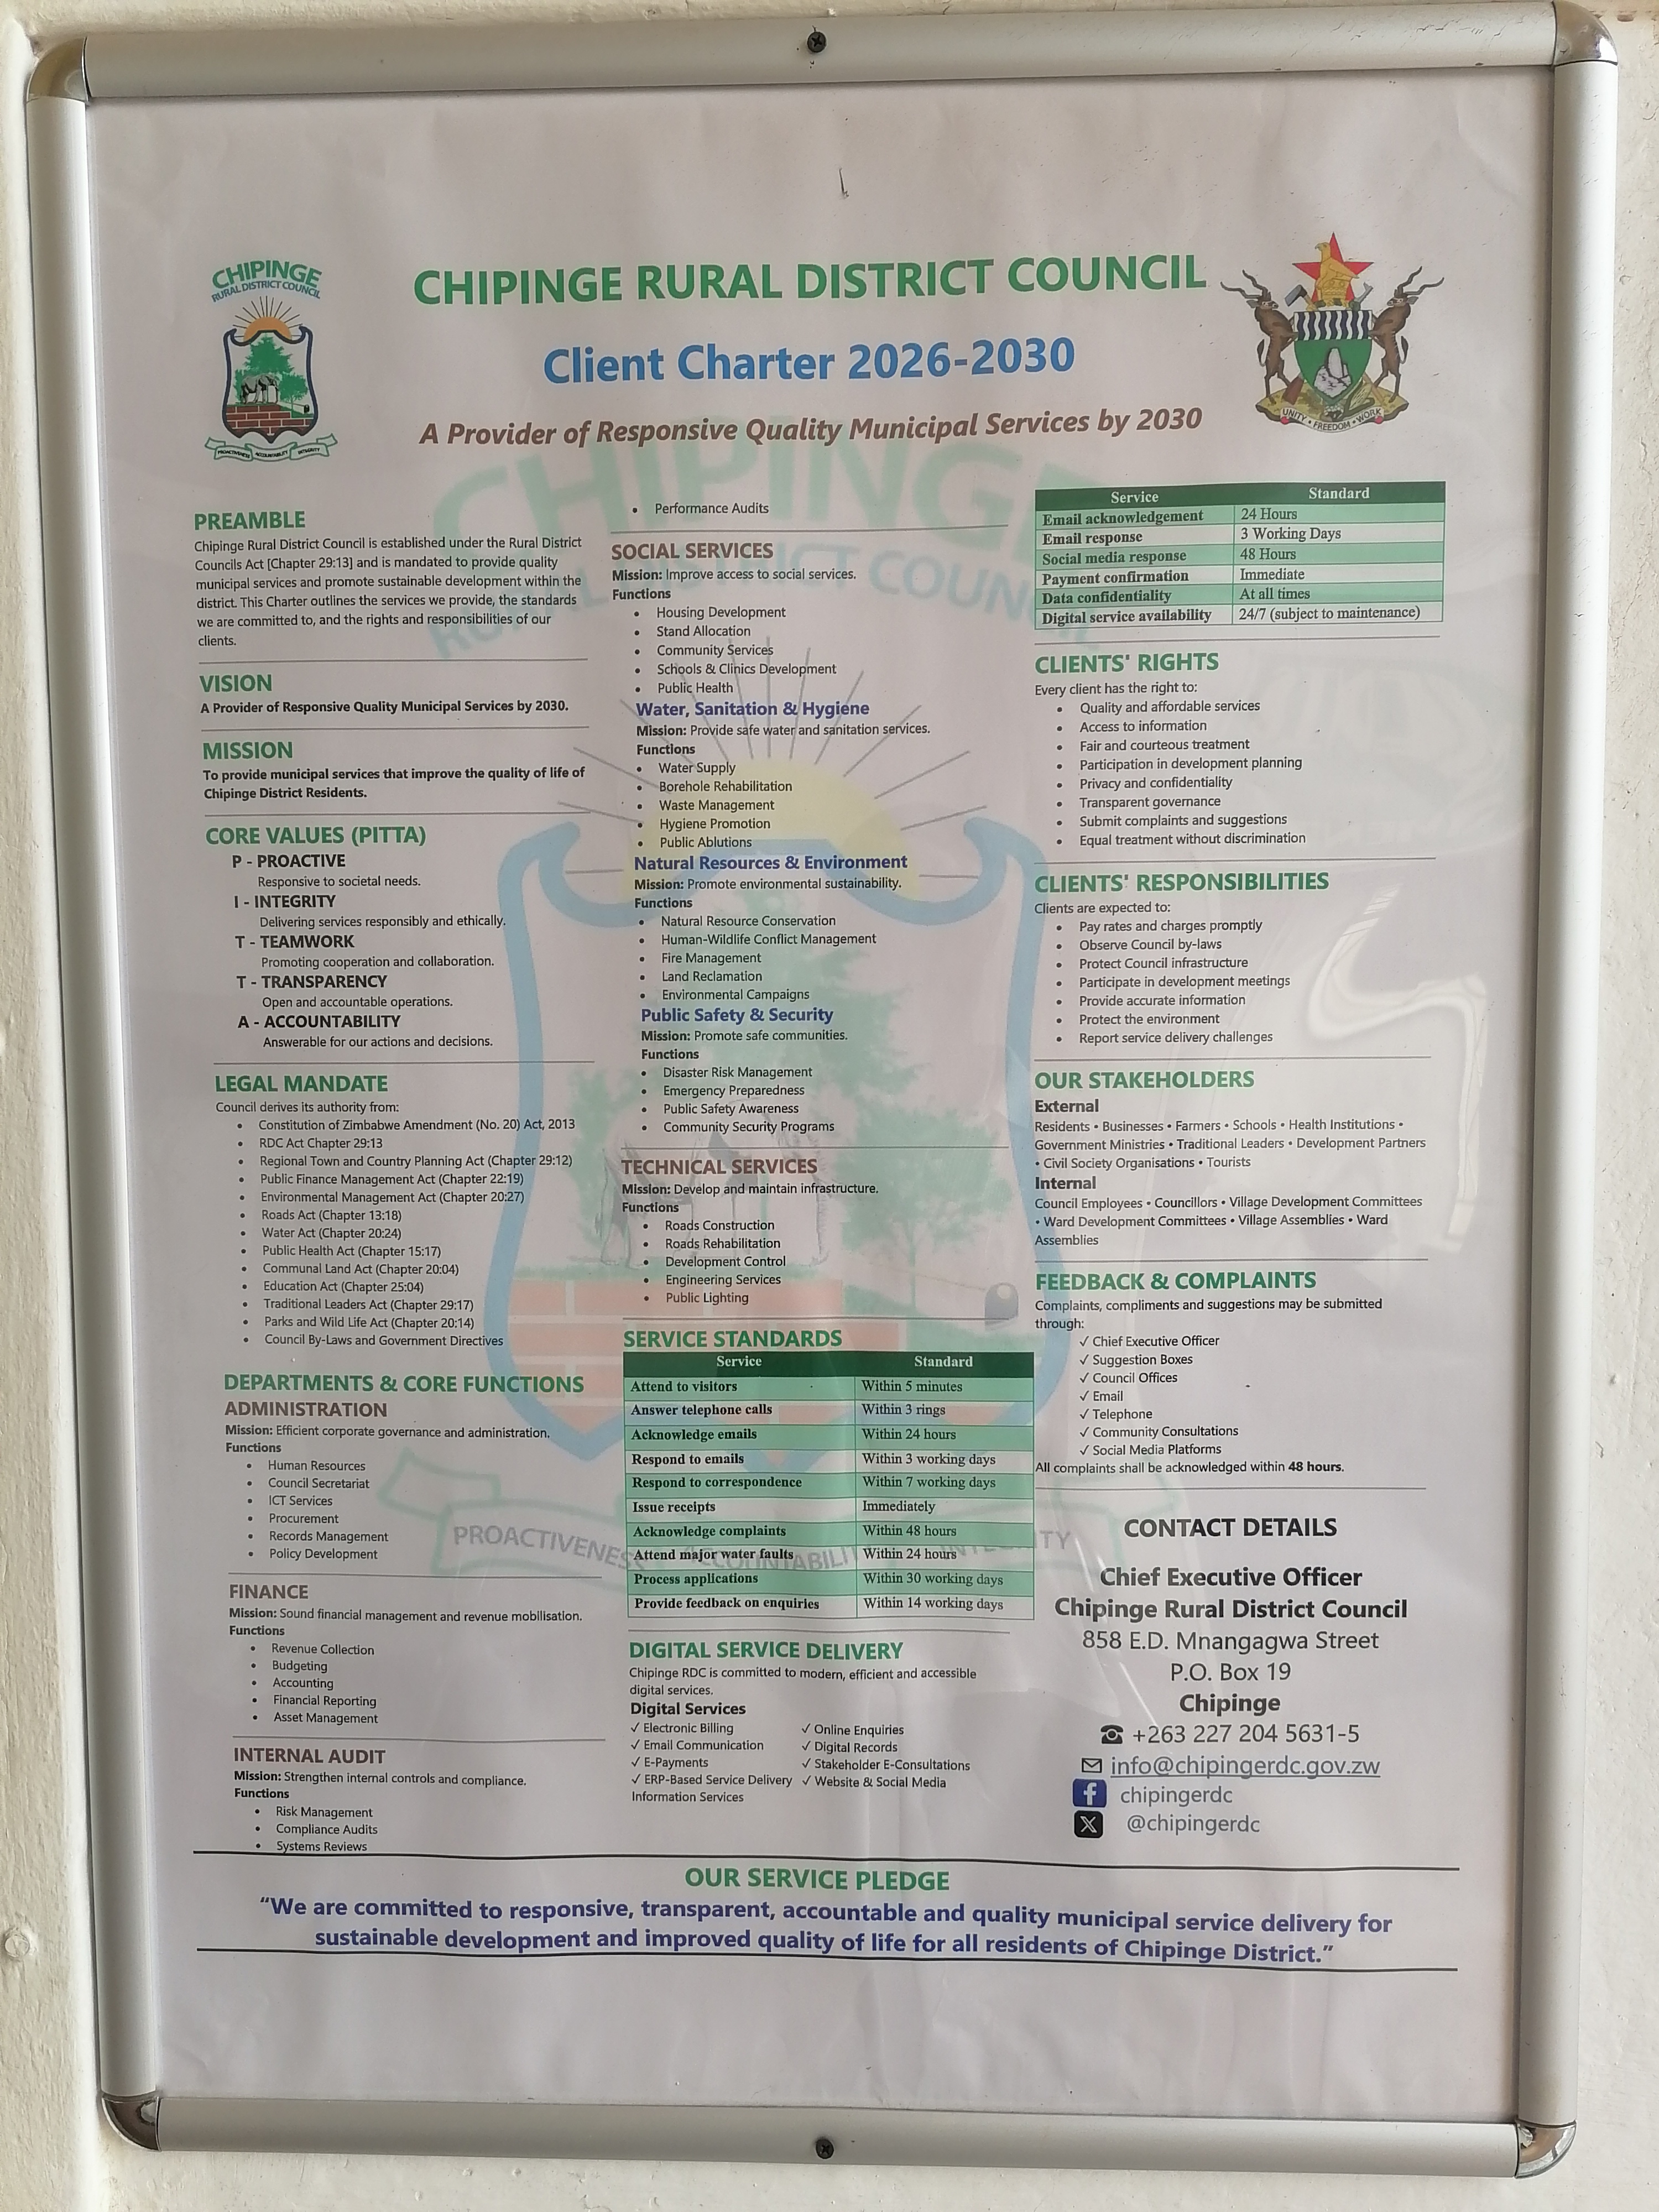 CHIPINGE
RURAL DISTRICT COUNCIL
PROACTIVENESS ACCOUNTABILITY INTEGRITY
CHIPINGE RURAL DISTRICT COUNCIL
Client Charter 2026-2030
A Provider of Responsive Quality Municipal Services by 2030
UNITY • FREEDOM • WORK
PREAMBLE
Chipinge Rural District Council is established under the Rural District
Councils Act [Chapter 29:13] and is mandated to provide quality
municipal services and promote sustainable development within the
district. This Charter outlines the services we provide, the standards
we are committed to, and the rights and responsibilities of our
clients.
VISION
A Provider of Responsive Quality Municipal Services by 2030.
MISSION
To provide municipal services that improve the quality of life of
Chipinge District Residents.
CORE VALUES (PITTA)
P - PROACTIVE
Responsive to societal needs.
I - INTEGRITY
Delivering services responsibly and ethically.
T - TEAMWORK
Promoting cooperation and collaboration.
T - TRANSPARENCY
Open and accountable operations.
A - ACCOUNTABILITY
Answerable for our actions and decisions.
LEGAL MANDATE
Council derives its authority from:
• Constitution of Zimbabwe Amendment (No. 20) Act, 2013
• RDC Act Chapter 29:13
• Regional Town and Country Planning Act (Chapter 29:12)
• Public Finance Management Act (Chapter 22:19)
• Environmental Management Act (Chapter 20:27)
• Roads Act (Chapter 13:18)
• Water Act (Chapter 20:24)
• Public Health Act (Chapter 15:17)
• Communal Land Act (Chapter 20:04)
• Education Act (Chapter 25:04)
• Traditional Leaders Act (Chapter 29:17)
• Parks and Wild Life Act (Chapter 20:14)
• Council By-Laws and Government Directives
DEPARTMENTS & CORE FUNCTIONS
ADMINISTRATION
Mission: Efficient corporate governance and administration.
Functions
• Human Resources
• Council Secretariat
• ICT Services
• Procurement
• Records Management
• Policy Development
FINANCE
Mission: Sound financial management and revenue mobilisation.
Functions
• Revenue Collection
• Budgeting
• Accounting
• Financial Reporting
• Asset Management
INTERNAL AUDIT
Mission: Strengthen internal controls and compliance.
Functions
• Risk Management
• Compliance Audits
• Systems Reviews
• Performance Audits
SOCIAL SERVICES
Mission: Improve access to social services.
Functions
• Housing Development
• Stand Allocation
• Community Services
• Schools & Clinics Development
• Public Health
Water, Sanitation & Hygiene
Mission: Provide safe water and sanitation services.
Functions
• Water Supply
• Borehole Rehabilitation
• Waste Management
• Hygiene Promotion
• Public Ablutions
Natural Resources & Environment
Mission: Promote environmental sustainability.
Functions
• Natural Resource Conservation
• Human-Wildlife Conflict Management
• Fire Management
• Land Reclamation
• Environmental Campaigns
Public Safety & Security
Mission: Promote safe communities.
Functions
• Disaster Risk Management
• Emergency Preparedness
• Public Safety Awareness
• Community Security Programs
TECHNICAL SERVICES
Mission: Develop and maintain infrastructure.
Functions
• Roads Construction
• Roads Rehabilitation
• Development Control
• Engineering Services
• Public Lighting
SERVICE STANDARDS
Service Standard
Attend to visitors Within 5 minutes
Answer telephone calls Within 3 rings
Acknowledge emails Within 24 hours
Respond to emails Within 3 working days
Respond to correspondence Within 7 working days
Issue receipts Immediately
Acknowledge complaints Within 48 hours
Attend major water faults Within 24 hours
Process applications Within 30 working days
Provide feedback on enquiries Within 14 working days
DIGITAL SERVICE DELIVERY
Chipinge RDC is committed to modern, efficient and accessible
digital services.
Digital Services
✓ Electronic Billing ✓ Online Enquiries
✓ Email Communication ✓ Digital Records
✓ E-Payments ✓ Stakeholder E-Consultations
✓ ERP-Based Service Delivery ✓ Website & Social Media
Information Services
Service Standard
Email acknowledgement 24 Hours
Email response 3 Working Days
Social media response 48 Hours
Payment confirmation Immediate
Data confidentiality At all times
Digital service availability 24/7 (subject to maintenance)
CLIENTS' RIGHTS
Every client has the right to:
• Quality and affordable services
• Access to information
• Fair and courteous treatment
• Participation in development planning
• Privacy and confidentiality
• Transparent governance
• Submit complaints and suggestions
• Equal treatment without discrimination
CLIENTS' RESPONSIBILITIES
Clients are expected to:
• Pay rates and charges promptly
• Observe Council by-laws
• Protect Council infrastructure
• Participate in development meetings
• Provide accurate information
• Protect the environment
• Report service delivery challenges
OUR STAKEHOLDERS
External
Residents • Businesses • Farmers • Schools • Health Institutions •
Government Ministries • Traditional Leaders • Development Partners
• Civil Society Organisations • Tourists
Internal
Council Employees • Councillors • Village Development Committees
• Ward Development Committees • Village Assemblies • Ward
Assemblies
FEEDBACK & COMPLAINTS
Complaints, compliments and suggestions may be submitted
through:
✓ Chief Executive Officer
✓ Suggestion Boxes
✓ Council Offices
✓ Email
✓ Telephone
✓ Community Consultations
✓ Social Media Platforms
All complaints shall be acknowledged within 48 hours.
CONTACT DETAILS
Chief Executive Officer
Chipinge Rural District Council
858 E.D. Mnangagwa Street
P.O. Box 19
Chipinge
+263 227 204 5631-5
info@chipingerdc.gov.zw
chipingerdc
@chipingerdc
OUR SERVICE PLEDGE
“We are committed to responsive, transparent, accountable and quality municipal service delivery for
sustainable development and improved quality of life for all residents of Chipinge District.”